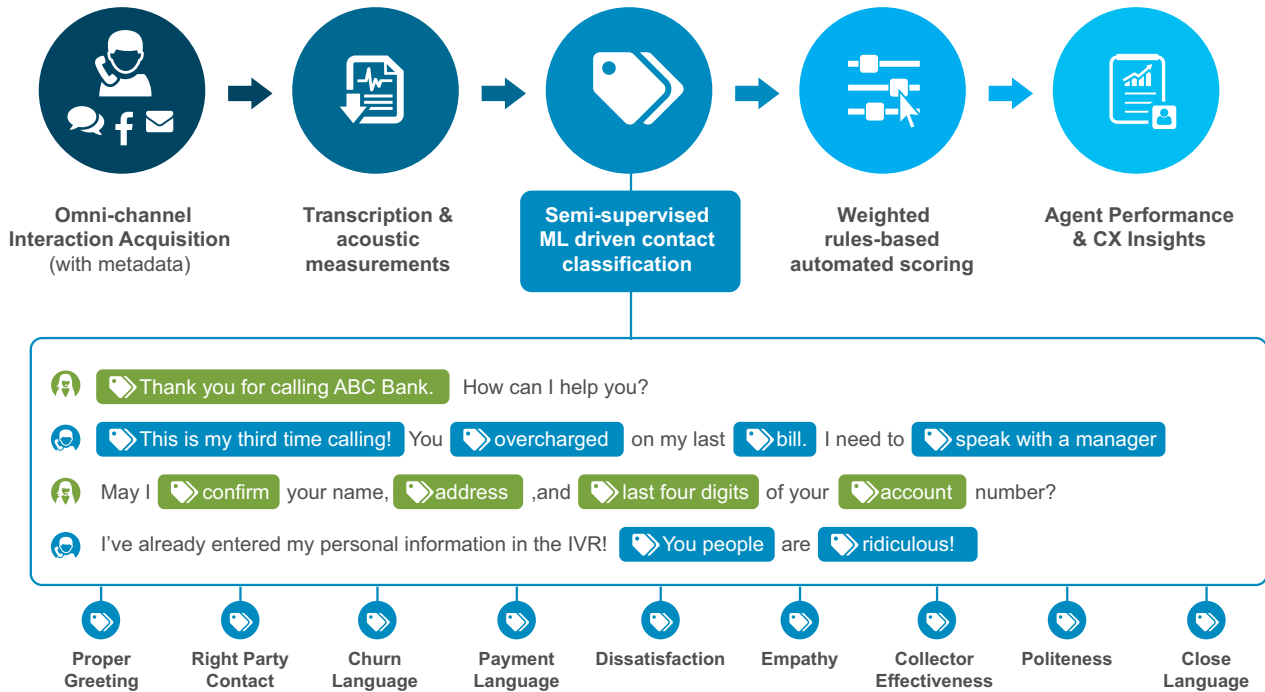 Omni-channel
Interaction Acquisition
(with metadata)
Transcription &
acoustic
measurements
Semi-supervised
ML driven contact
classification
Weighted
rules-based
automated scoring
Agent Performance
& CX Insights
Thank you for calling ABC Bank. How can I help you?
This is my third time calling! You overcharged on my last bill. I need to speak with a manager
May I confirm your name, address ,and last four digits of your account number?
I've already entered my personal information in the IVR! You people are ridiculous!
Proper
Greeting
Right Party
Contact
Churn
Language
Payment
Language
Dissatisfaction
Empathy
Collector
Effectiveness
Politeness
Close
Language